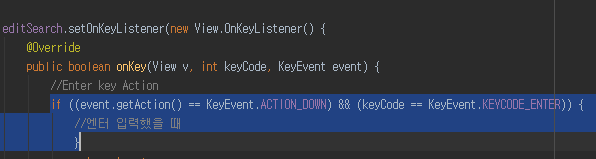 editSearch.setOnKeyListener(new View.OnKeyListener() {
@Override
public boolean onKey(View v, int keyCode, KeyEvent event) {
//Enter key Action
if ((event.getAction() == KeyEvent.ACTION_DOWN) && (keyCode == KeyEvent.KEYCODE_ENTER)) {
//엔터 입력했을 때
}